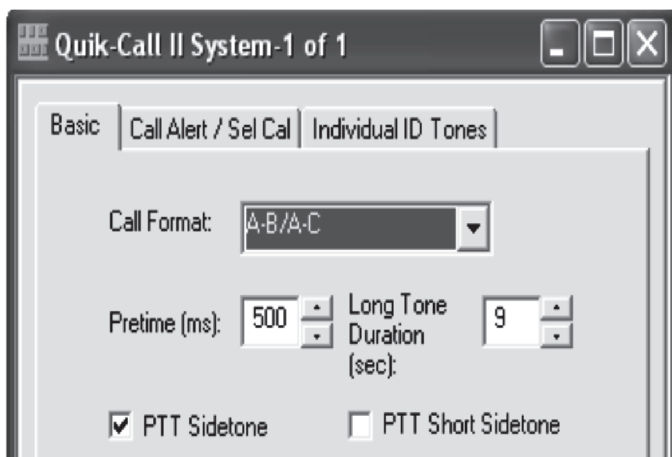 Quik-Call II System-1 of 1
Basic Call Alert / Sel Cal Individual ID Tones
Call Format: A-B/A-C
Pretime (ms): 500 Long Tone Duration (sec): 9
PTT Sidetone PTT Short Sidetone